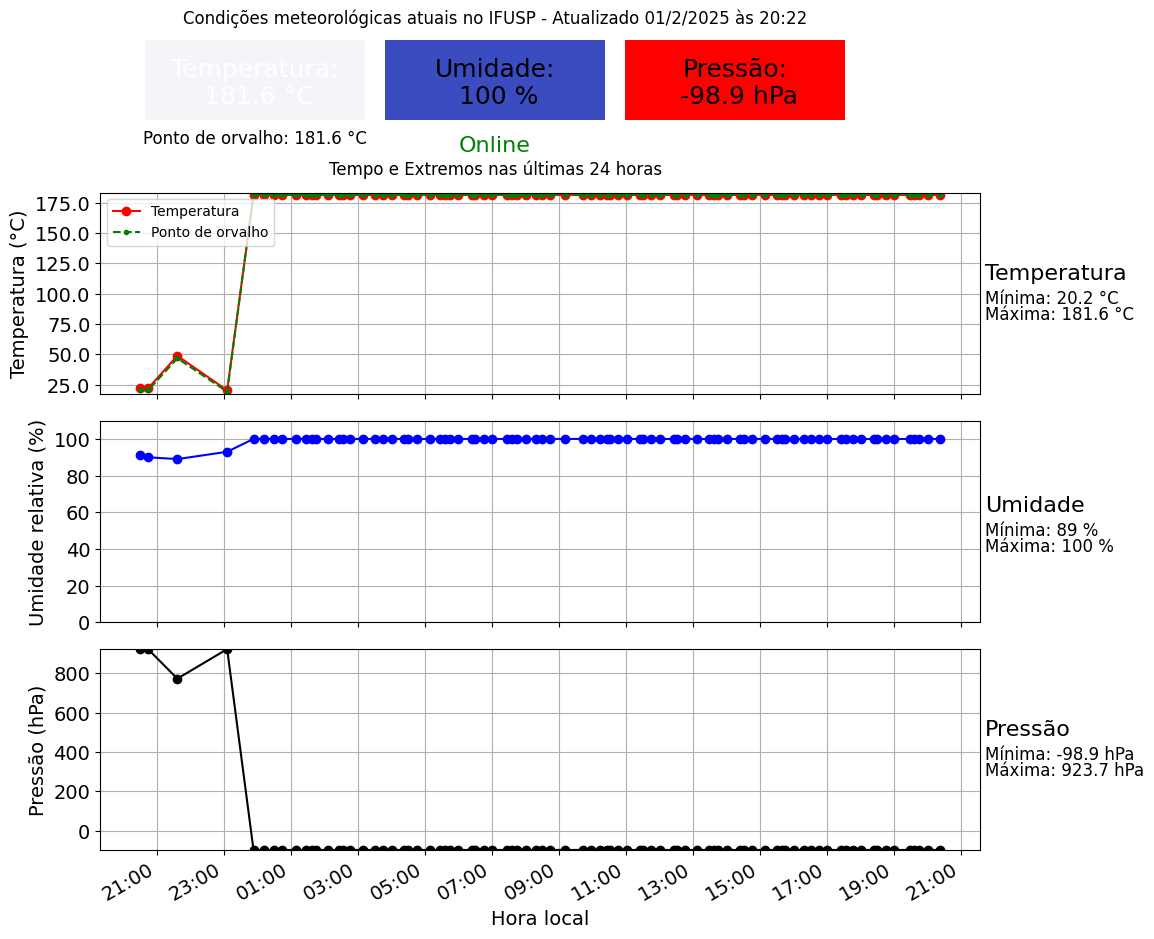 Condições meteorológicas atuais no IFUSP - Atualizado 01/2/2025 às 20:22
Temperatura:
181.6 °C
Umidade:
100 %
Pressão:
-98.9 hPa
Ponto de orvalho: 181.6 °C
Online
Tempo e Extremos nas últimas 24 horas
Temperatura (°C)
175.0
150.0
125.0
100.0
75.0
50.0
25.0
Temperatura
Ponto de orvalho
Temperatura
Mínima: 20.2 °C
Máxima: 181.6 °C
Umidade relativa (%)
100
80
60
40
20
0
Umidade
Mínima: 89 %
Máxima: 100 %
Pressão (hPa)
800
600
400
200
0
Pressão
Mínima: -98.9 hPa
Máxima: 923.7 hPa
21:00
23:00
01:00
03:00
05:00
07:00
09:00
11:00
13:00
15:00
17:00
19:00
21:00
Hora local